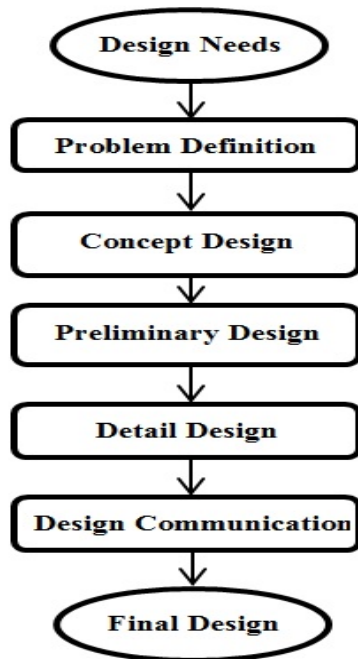 Design Needs
Problem Definition
Concept Design
Preliminary Design
Detail Design
Design Communication
Final Design